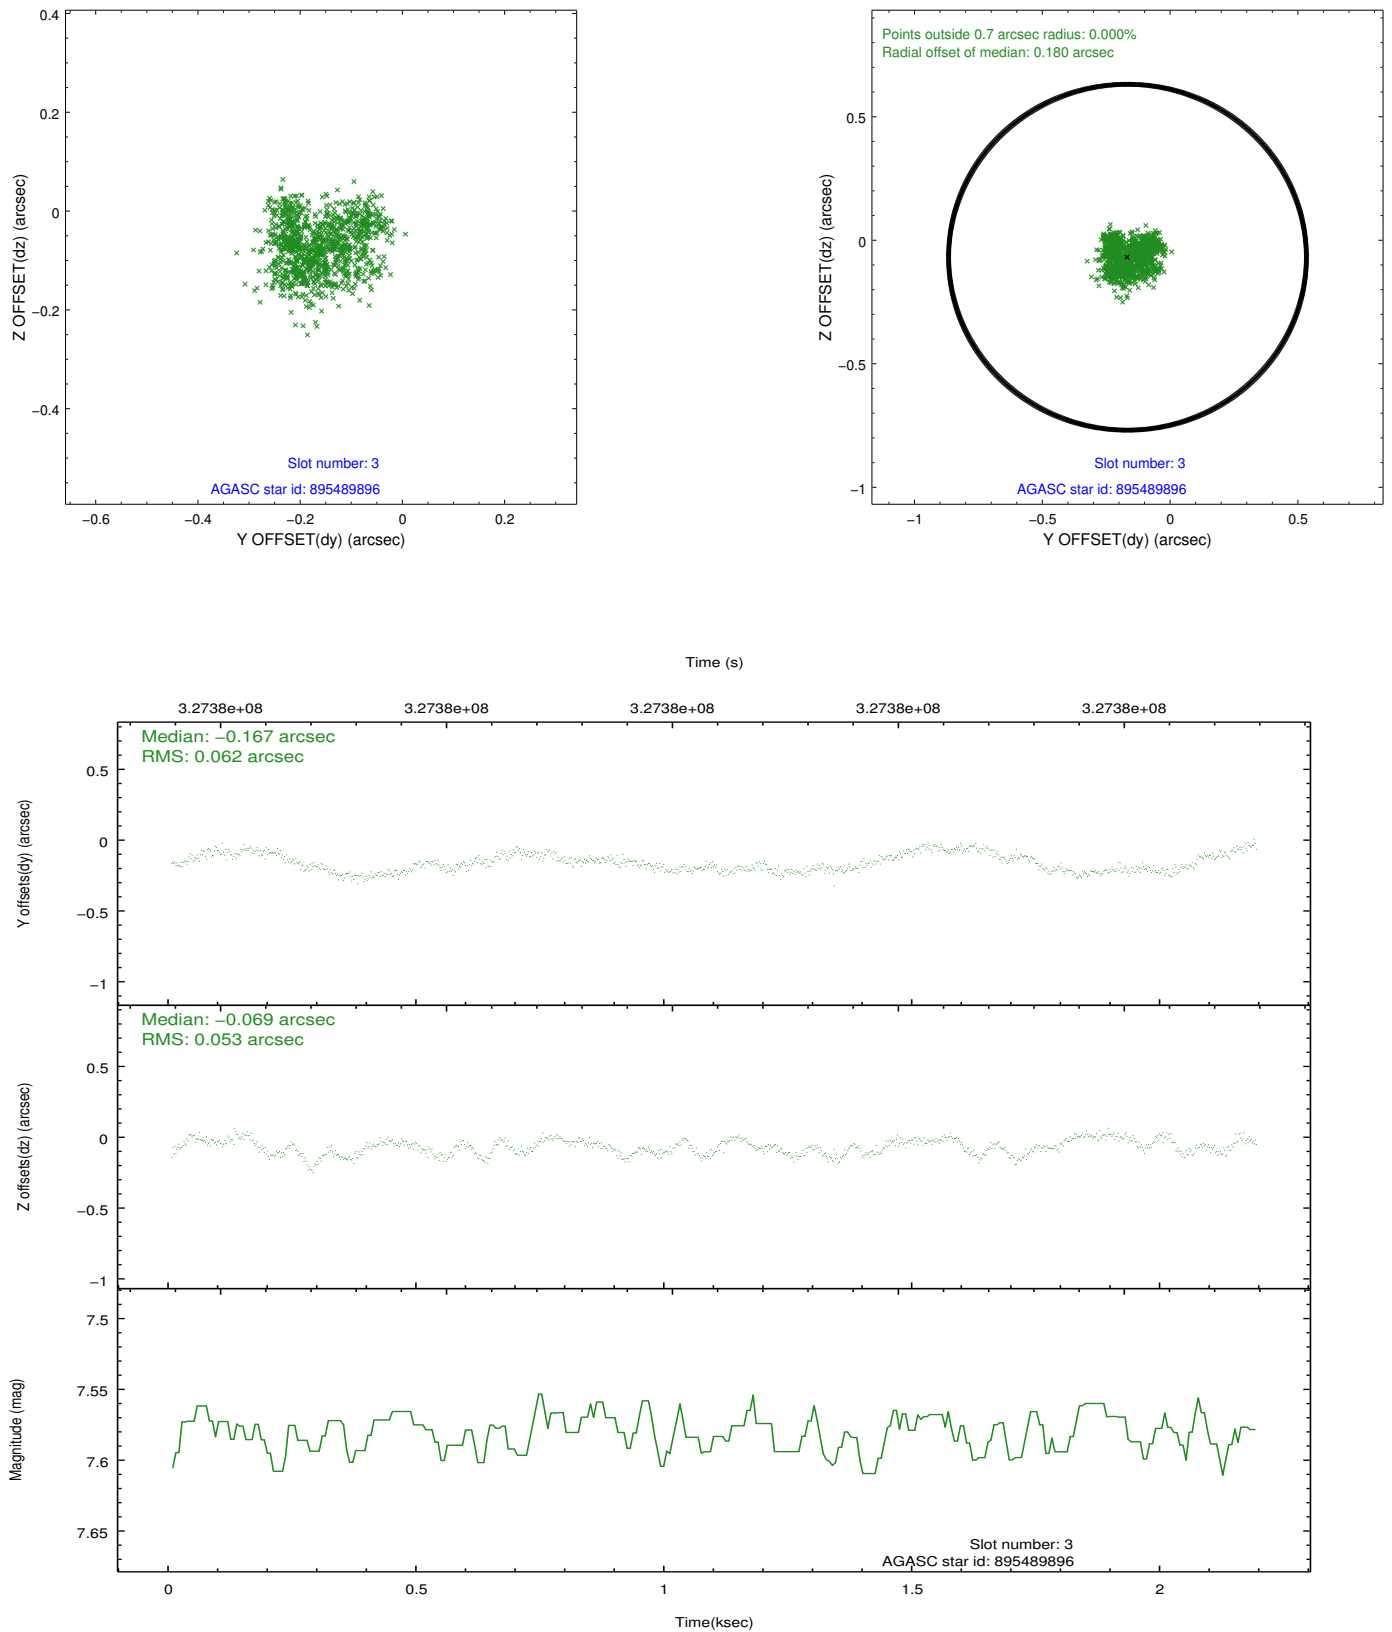 0.4
0.2
0
−0.2
−0.4
Z OFFSET(dz) (arcsec)
Slot number: 3
AGASC star id: 895489896
−0.6
−0.4
−0.2
0
0.2
Y OFFSET(dy) (arcsec)
Points outside 0.7 arcsec radius: 0.000%
Radial offset of median: 0.180 arcsec
0.5
0
−0.5
−1
Z OFFSET(dz) (arcsec)
Slot number: 3
AGASC star id: 895489896
−1
−0.5
0
0.5
Y OFFSET(dy) (arcsec)
Time (s)
3.2738e+08
3.2738e+08
3.2738e+08
3.2738e+08
3.2738e+08
Median: −0.167 arcsec
RMS: 0.062 arcsec
0.5
0
−0.5
−1
Y offsets(dy) (arcsec)
Median: −0.069 arcsec
RMS: 0.053 arcsec
0.5
0
−0.5
−1
Z offsets(dz) (arcsec)
7.5
7.55
7.6
7.65
Magnitude (mag)
Slot number: 3
AGASC star id: 895489896
0
0.5
1
1.5
2
Time(ksec)